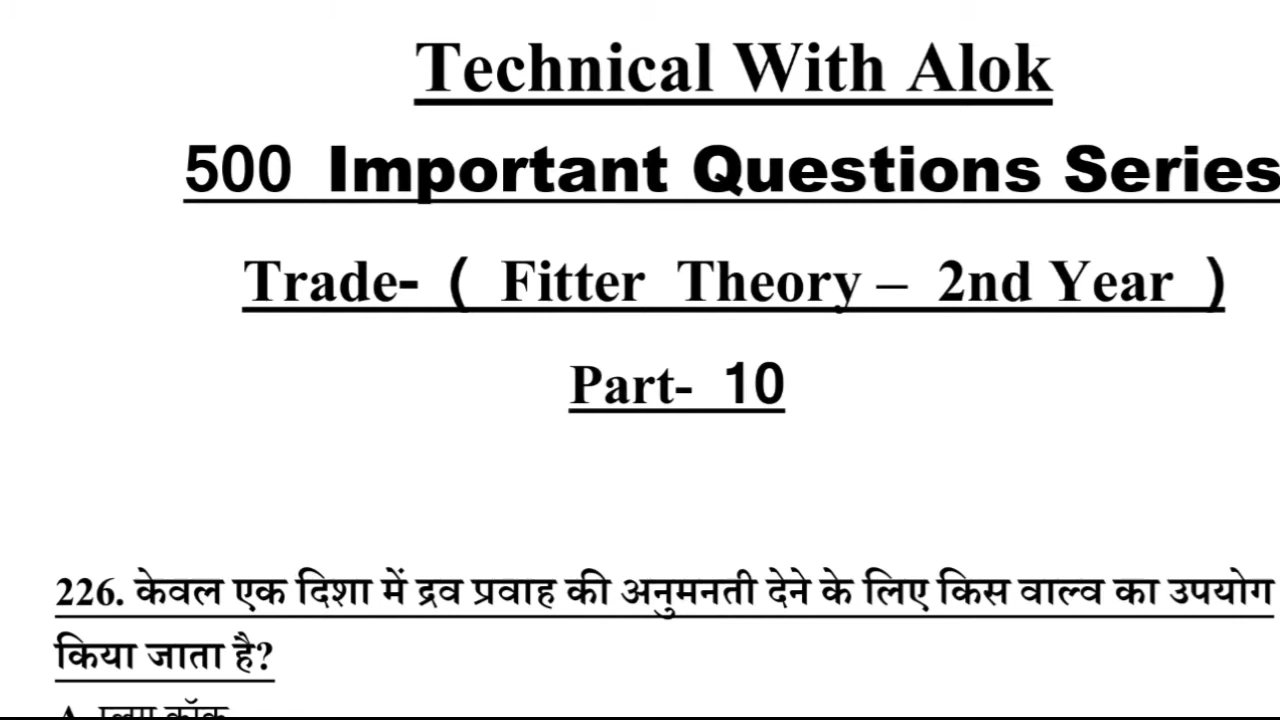 Technical With Alok
500 Important Questions Series
Trade- ( Fitter Theory – 2nd Year )
Part- 10
226. केवल एक दिशा में द्रव प्रवाह की अनुमनती देने के लिए किस वाल्व का उपयोग
किया जाता है?